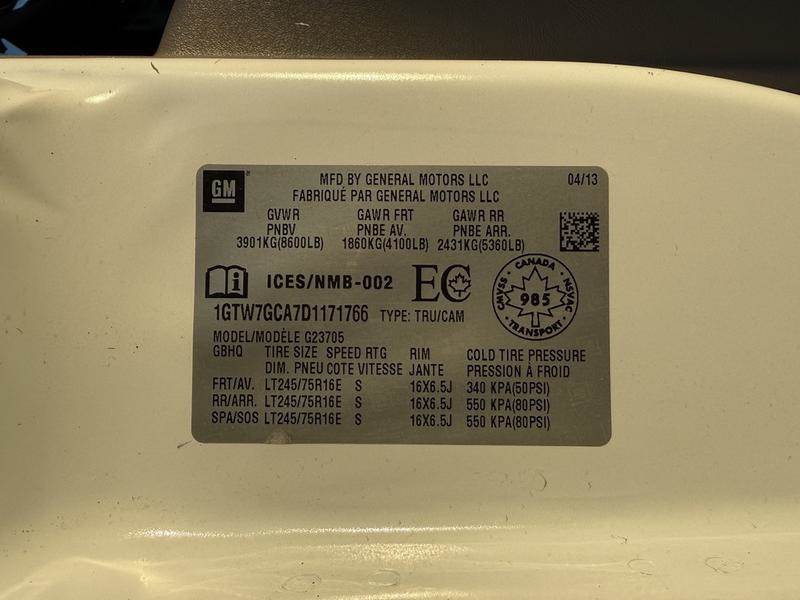 GM
MFD BY GENERAL MOTORS LLC 04/13
FABRIQUÉ PAR GENERAL MOTORS LLC
GVWR GAWR FRT GAWR RR
PNBV PNBE AV. PNBE ARR.
3901KG(8600LB) 1860KG(4100LB) 2431KG(5360LB)
i ICES/NMB-002 EC
CANADA
CMVSS 985 NSVAC
TRANSPORT
1GTW7GCA7D1171766 TYPE: TRU/CAM
MODEL/MODÈLE G23705
GBHQ TIRE SIZE SPEED RTG RIM COLD TIRE PRESSURE
DIM. PNEU COTE VITESSE JANTE PRESSION À FROID
FRT/AV. LT245/75R16E S 16X6.5J 340 KPA(50PSI)
RR/ARR. LT245/75R16E S 16X6.5J 550 KPA(80PSI)
SPA/SOS LT245/75R16E S 16X6.5J 550 KPA(80PSI)